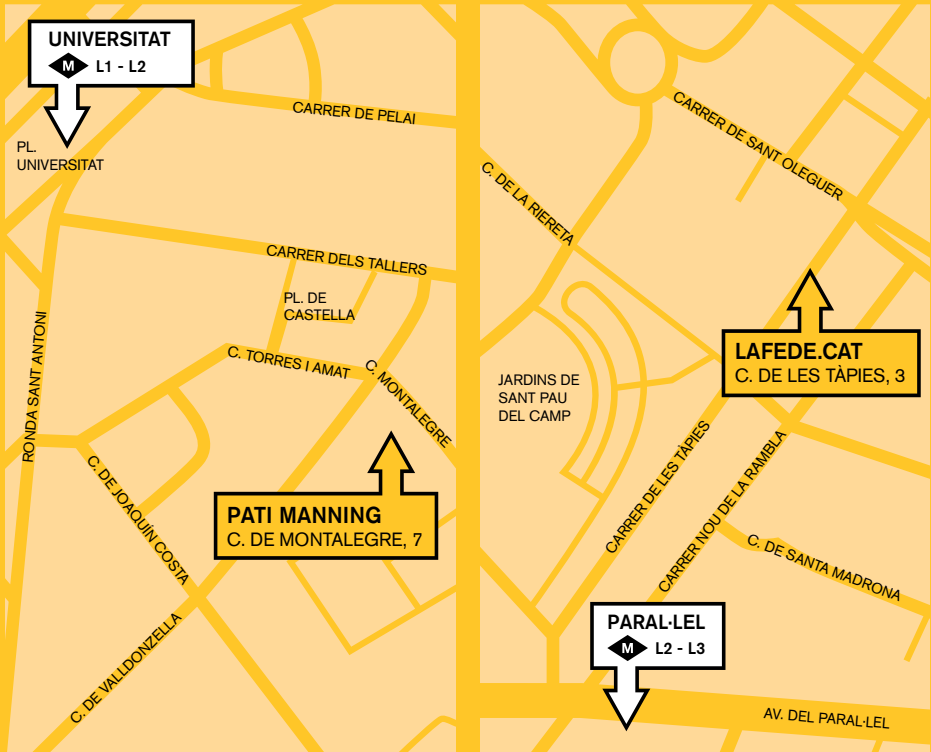 UNIVERSITAT
M L1 - L2
PL.
UNIVERSITAT
CARRER DE PELAI
CARRER DELS TALLERS
PL. DE
CASTELLA
RONDA SANT ANTONI
C. TORRES I AMAT
C. MONTALEGRE
C. DE JOAQUÍN COSTA
PATI MANNING
C. DE MONTALEGRE, 7
C. DE VALLDONZELLA
CARRER DE SANT OLEGUER
C. DE LA RIERETA
LAFEDE.CAT
C. DE LES TÀPIES, 3
JARDINS DE
SANT PAU
DEL CAMP
CARRER DE LES TÀPIES
CARRER NOU DE LA RAMBLA
C. DE SANTA MADRONA
PARAL·LEL
M L2 - L3
AV. DEL PARAL·LEL